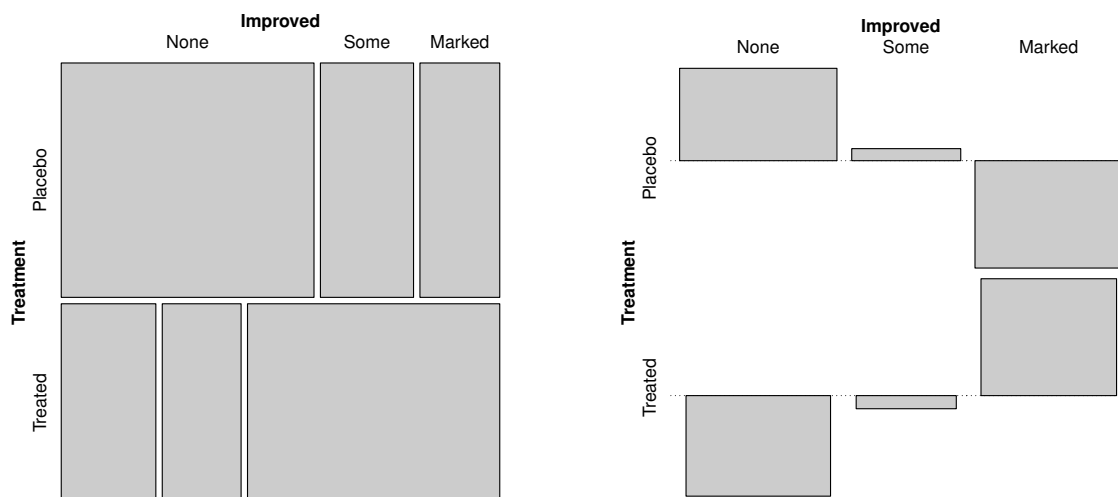 Improved
None Some Marked
Treatment
Placebo
Treated
Improved
None Some Marked
Treatment
Placebo
Treated